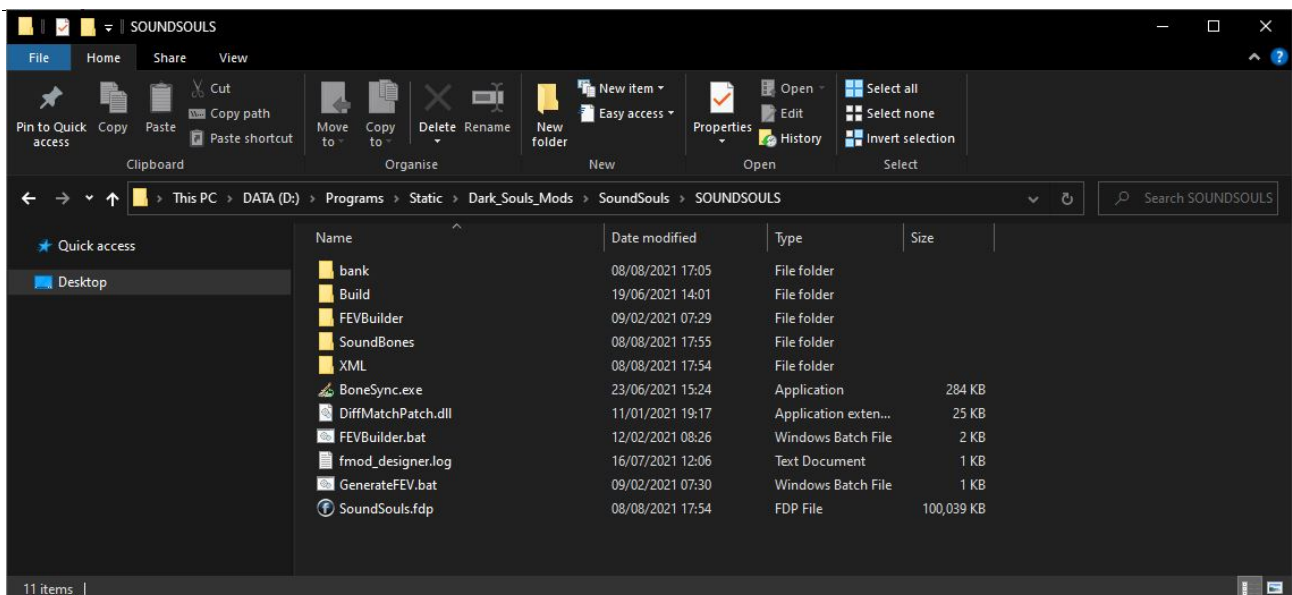 SOUNDSOULS
File Home Share View
Pin to Quick access
Copy
Paste
Cut
Copy path
Paste shortcut
Clipboard
Move to
Copy to
Delete
Rename
Organise
New folder
New item
Easy access
New
Properties
Open
Edit
History
Open
Select all
Select none
Invert selection
Select
This PC > DATA (D:) > Programs > Static > Dark_Souls_Mods > SoundSouls > SOUNDSOULS
Search SOUNDSOULS
Quick access
Desktop
Name Date modified Type Size
bank 08/08/2021 17:05 File folder
Build 19/06/2021 14:01 File folder
FEVBuilder 09/02/2021 07:29 File folder
SoundBones 08/08/2021 17:55 File folder
XML 08/08/2021 17:54 File folder
BoneSync.exe 23/06/2021 15:24 Application 284 KB
DiffMatchPatch.dll 11/01/2021 19:17 Application exten... 25 KB
FEVBuilder.bat 12/02/2021 08:26 Windows Batch File 2 KB
fmod_designer.log 16/07/2021 12:06 Text Document 1 KB
GenerateFEV.bat 09/02/2021 07:30 Windows Batch File 1 KB
SoundSouls.fdp 08/08/2021 17:54 FDP File 100,039 KB
11 items